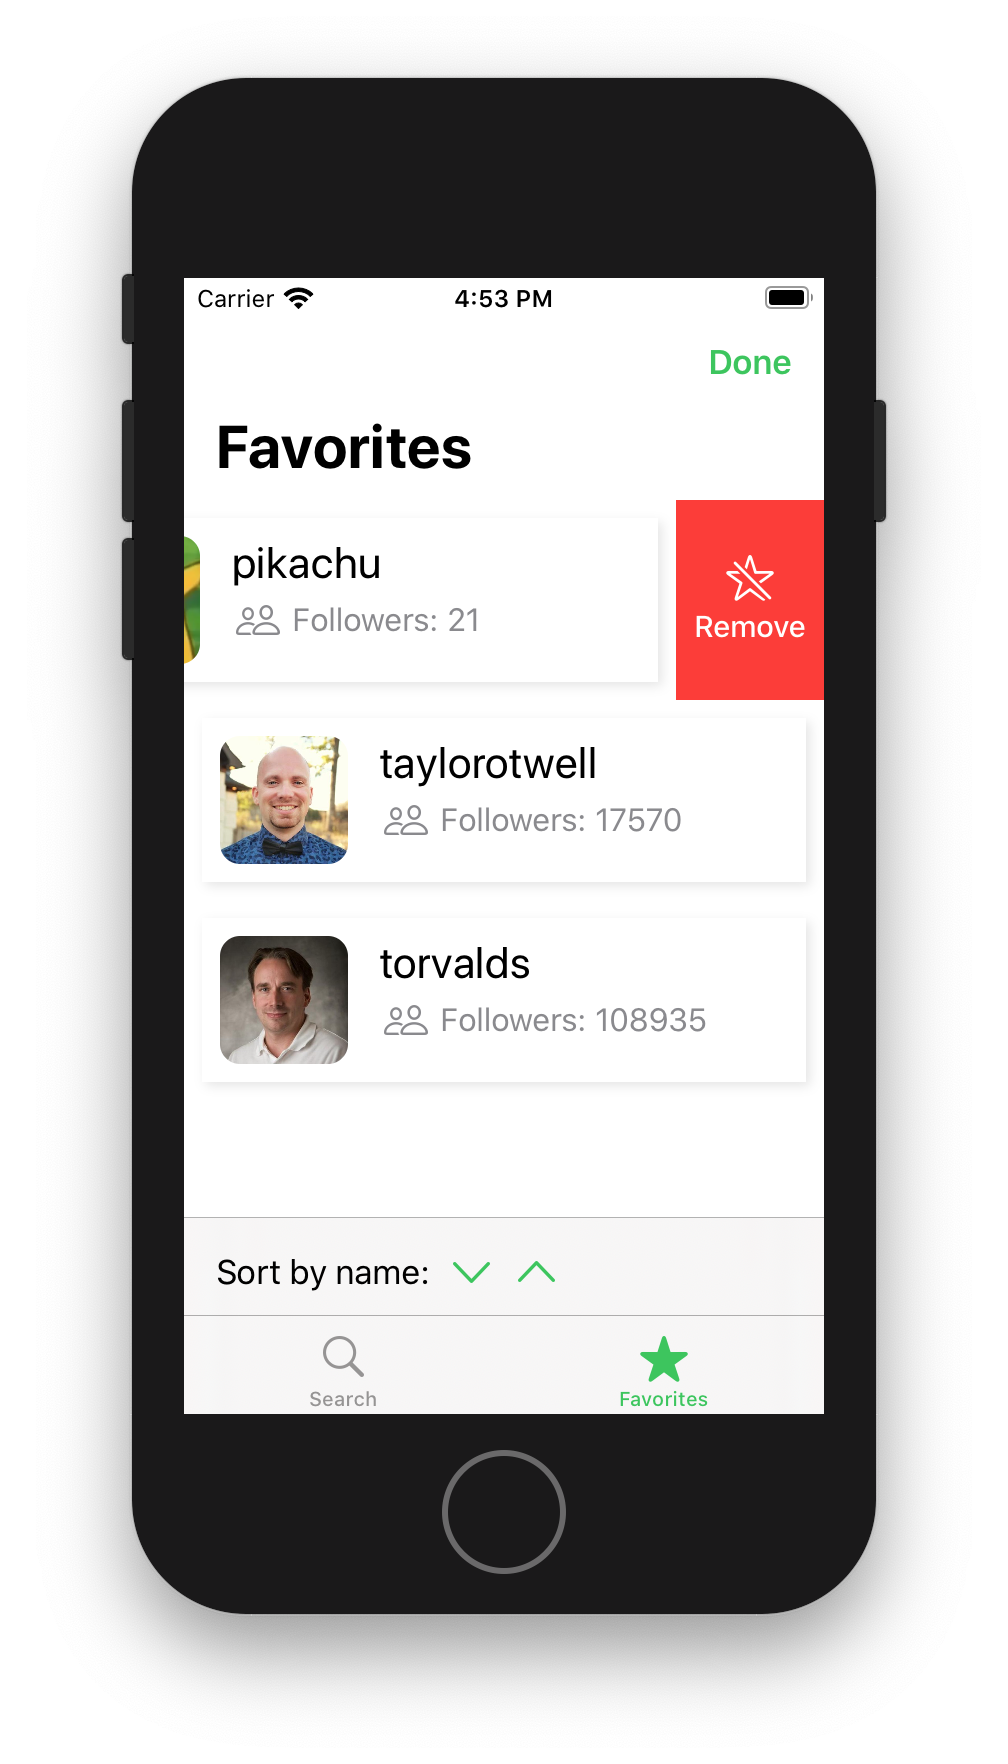 Carrier 4:53 PM
Done
Favorites
pikachu
Followers: 21
Remove
taylorotwell
Followers: 17570
torvalds
Followers: 108935
Sort by name:
Search Favorites